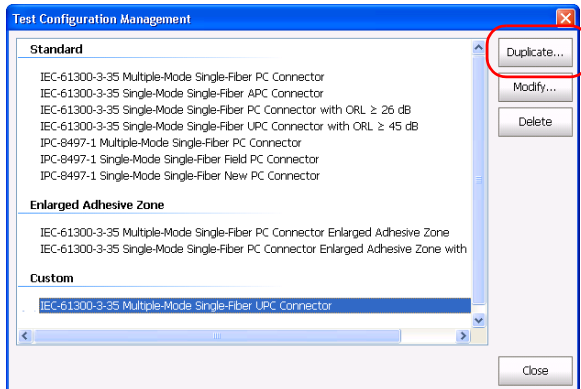 Test Configuration Management
Standard
IEC-61300-3-35 Multiple-Mode Single-Fiber PC Connector
IEC-61300-3-35 Single-Mode Single-Fiber APC Connector
IEC-61300-3-35 Single-Mode Single-Fiber PC Connector with ORL ≥ 26 dB
IEC-61300-3-35 Single-Mode Single-Fiber UPC Connector with ORL ≥ 45 dB
IPC-8497-1 Multiple-Mode Single-Fiber PC Connector
IPC-8497-1 Single-Mode Single-Fiber Field PC Connector
IPC-8497-1 Single-Mode Single-Fiber New PC Connector
Enlarged Adhesive Zone
IEC-61300-3-35 Multiple-Mode Single-Fiber PC Connector Enlarged Adhesive Zone
IEC-61300-3-35 Single-Mode Single-Fiber PC Connector Enlarged Adhesive Zone with
Custom
IEC-61300-3-35 Multiple-Mode Single-Fiber UPC Connector
Duplicate...
Modify...
Delete
Close